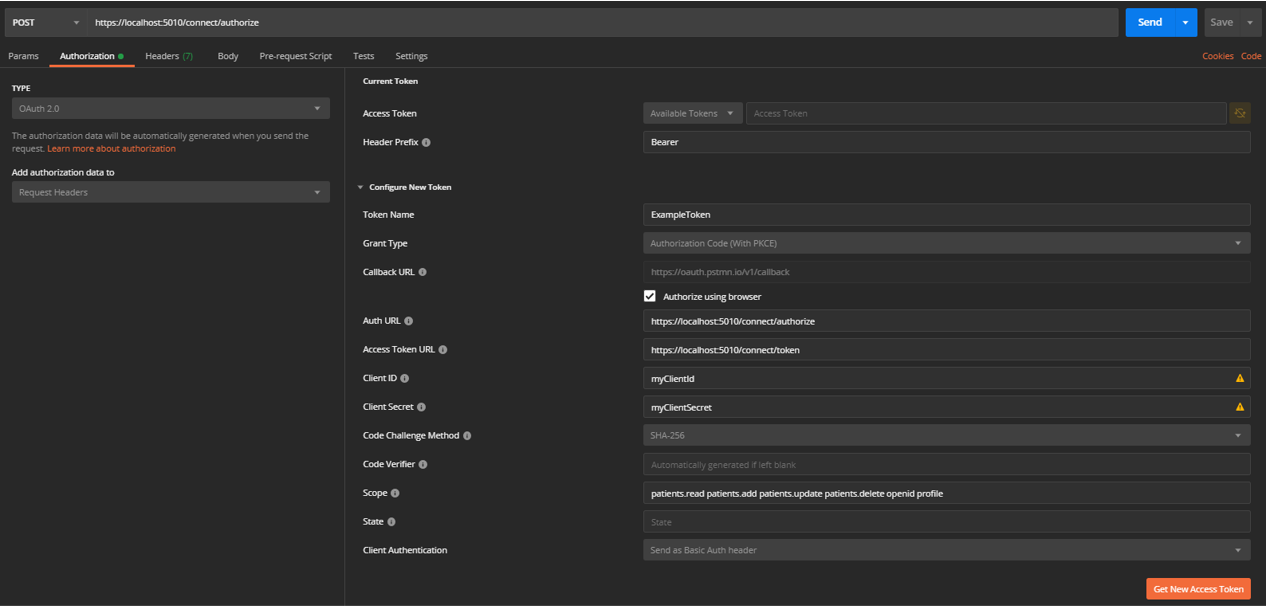 POST https://localhost:5010/connect/authorize Send Save
Params Authorization Headers (7) Body Pre-request Script Tests Settings Cookies Code
TYPE
OAuth 2.0
The authorization data will be automatically generated when you send the
request. Learn more about authorization
Add authorization data to
Request Headers
Current Token
Access Token Available Tokens Access Token
Header Prefix Bearer
Configure New Token
Token Name ExampleToken
Grant Type Authorization Code (With PKCE)
Callback URL https://oauth.pstmn.io/v1/callback
Authorize using browser
Auth URL https://localhost:5010/connect/authorize
Access Token URL https://localhost:5010/connect/token
Client ID myClientId
Client Secret myClientSecret
Code Challenge Method SHA-256
Code Verifier Automatically generated if left blank
Scope patients.read patients.add patients.update patients.delete openid profile
State State
Client Authentication Send as Basic Auth header
Get New Access Token